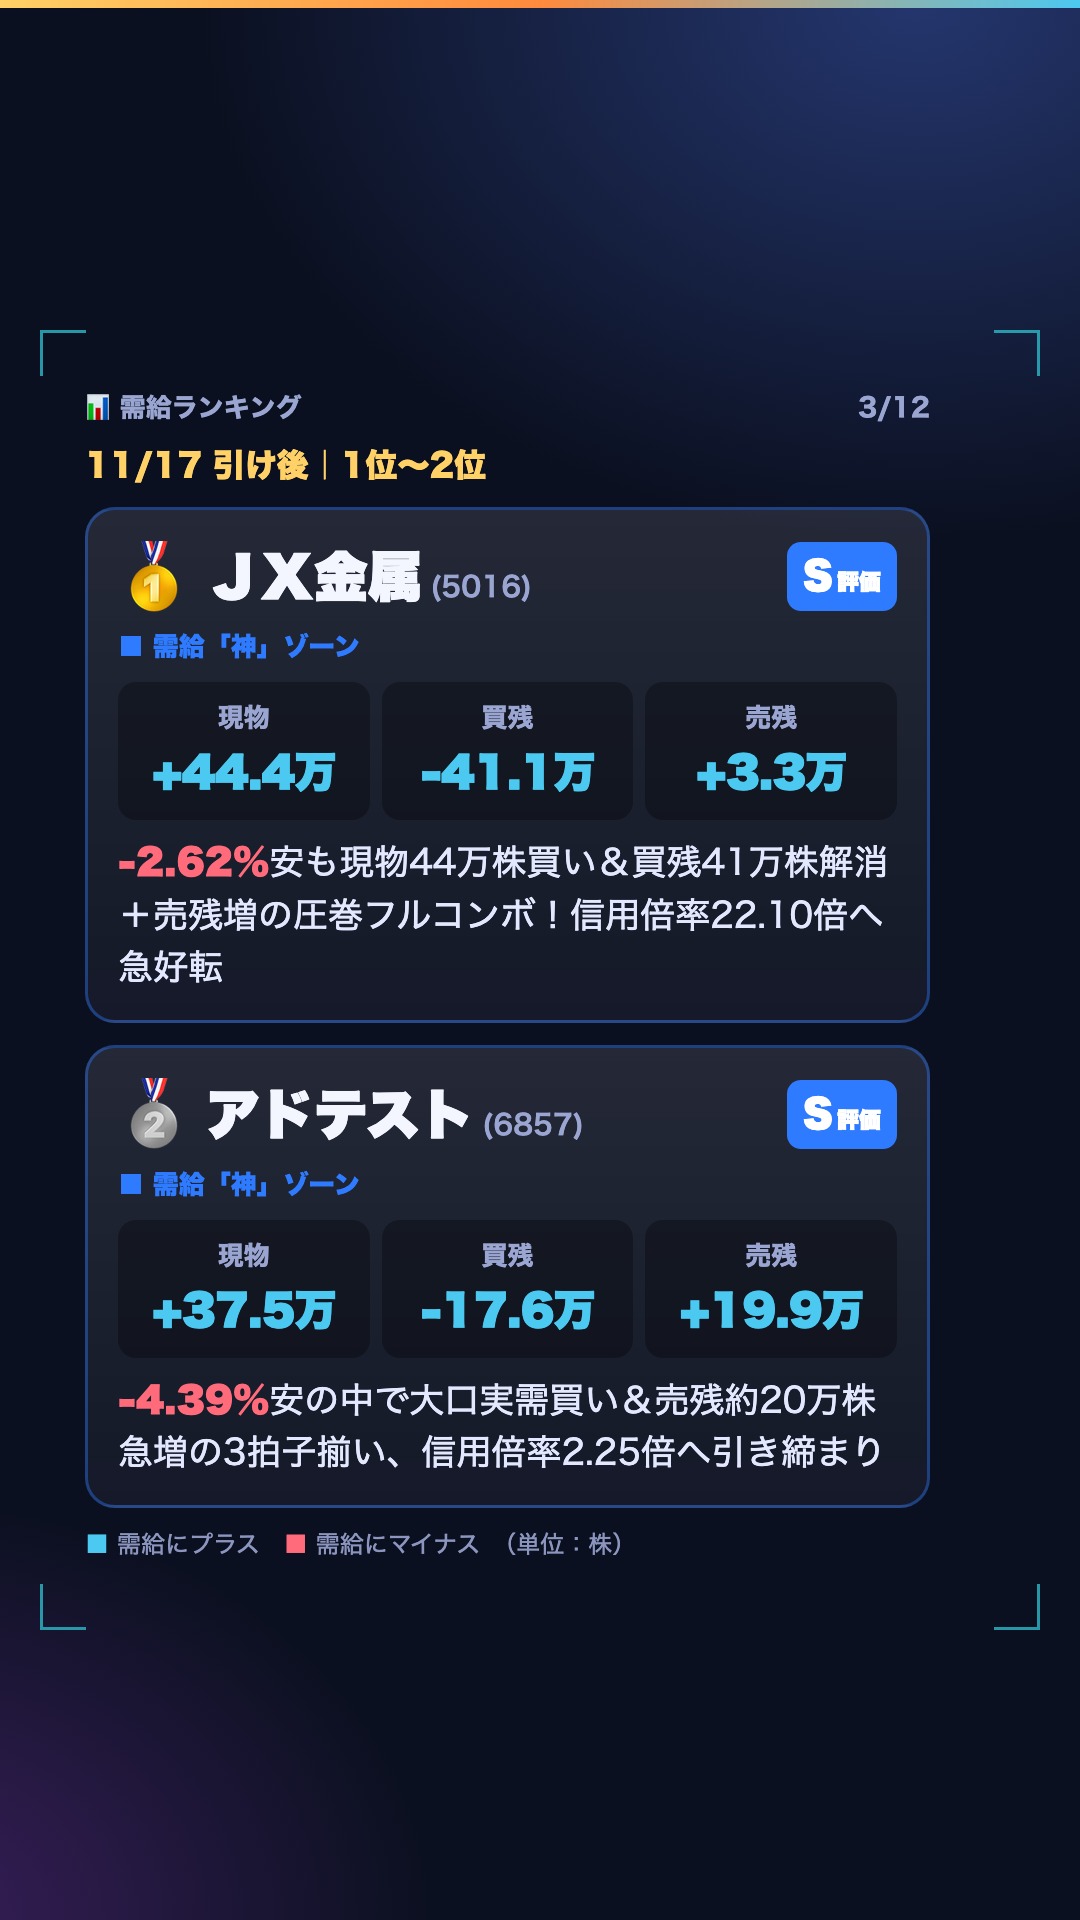 📊 需給ランキング 3/12
11/17 引け後｜1位〜2位
1 ＪＸ金属 (5016) S評価
■ 需給「神」ゾーン
現物 買残 売残
+44.4万 -41.1万 +3.3万
-2.62%安も現物44万株買い＆買残41万株解消
＋売残増の圧巻フルコンボ！信用倍率22.10倍へ
急好転
2 アドテスト (6857) S評価
■ 需給「神」ゾーン
現物 買残 売残
+37.5万 -17.6万 +19.9万
-4.39%安の中で大口実需買い＆売残約20万株
急増の3拍子揃い、信用倍率2.25倍へ引き締まり
■ 需給にプラス ■ 需給にマイナス （単位：株）